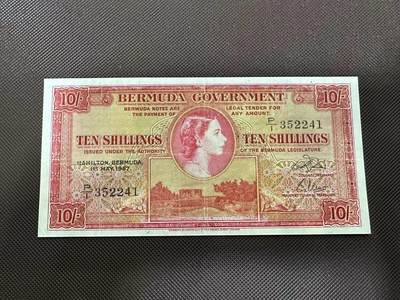 10/- BERMUDA GOVERNMENT 10/-
BERMUDA NOTES ARE LEGAL TENDER FOR
THE PAYMENT OF ANY AMOUNT.
P/1 352241
TEN SHILLINGS TEN SHILLINGS
ISSUED UNDER THE AUTHORITY OF THE BERMUDA LEGISLATURE
HAMILTON, BERMUDA,
1ST MAY, 1957.
P/1 352241
10/- 10/-